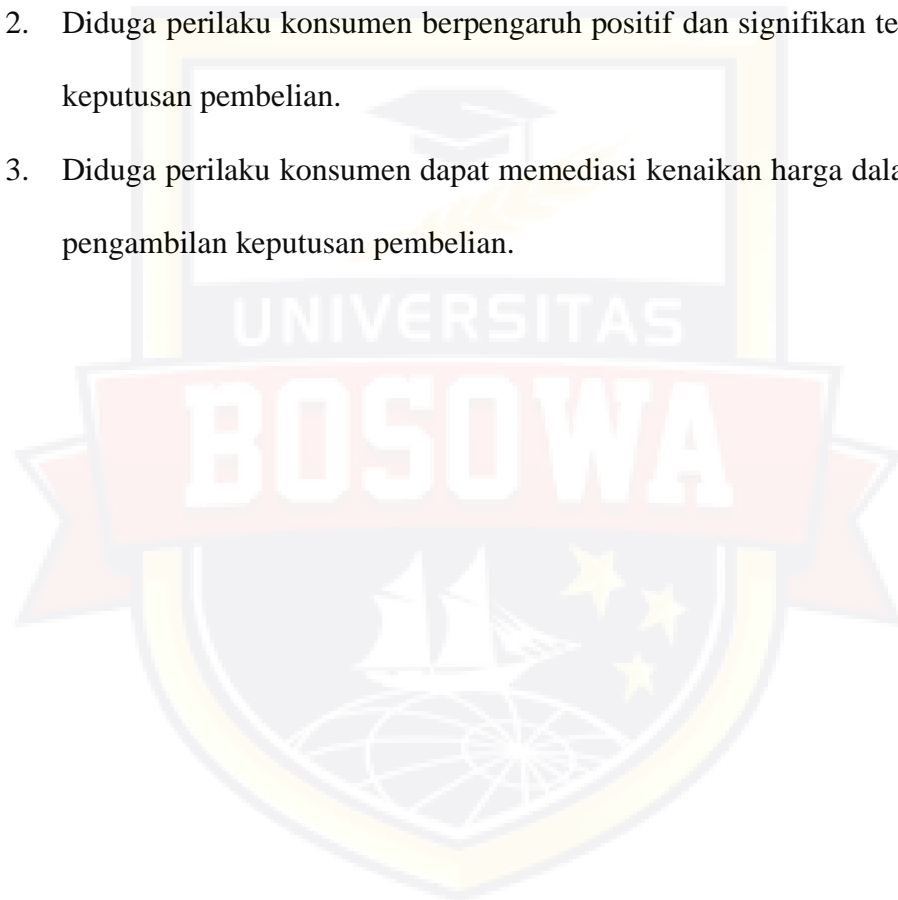 2. Diduga perilaku konsumen berpengaruh positif dan signifikan te
keputusan pembelian.
3. Diduga perilaku konsumen dapat memediasi kenaikan harga dala
pengambilan keputusan pembelian.
UNIVERSITAS
BOSOWA